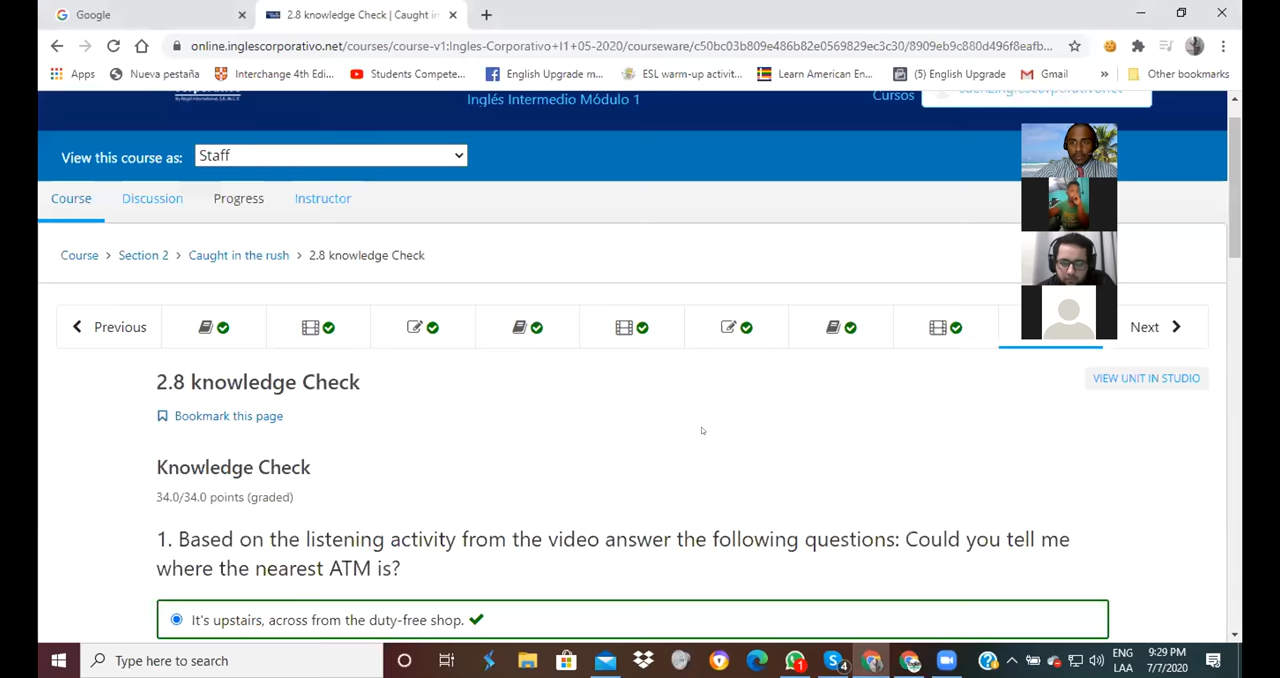 Google
2.8 knowledge Check | Caught in
online.inglescorporativo.net/courses/course-v1:Ingles-Corporativo+I1+05-2020/courseware/c50bc03b809e486b82e0569829ec3c30/8909eb9c880d496f8eafb...
Apps
Nueva pestaña
Interchange 4th Edi...
Students Compete...
English Upgrade m...
ESL warm-up activit...
Learn American En...
(5) English Upgrade
Gmail
»
Other bookmarks
Inglés Intermedio Módulo 1
Cursos
View this course as:
Staff
Course
Discussion
Progress
Instructor
Course > Section 2 > Caught in the rush > 2.8 knowledge Check
Previous
Next
2.8 knowledge Check
VIEW UNIT IN STUDIO
Bookmark this page
Knowledge Check
34.0/34.0 points (graded)
1. Based on the listening activity from the video answer the following questions: Could you tell me
where the nearest ATM is?
It's upstairs, across from the duty-free shop.
Type here to search
1
4
ENG
LAA
9:29 PM
7/7/2020